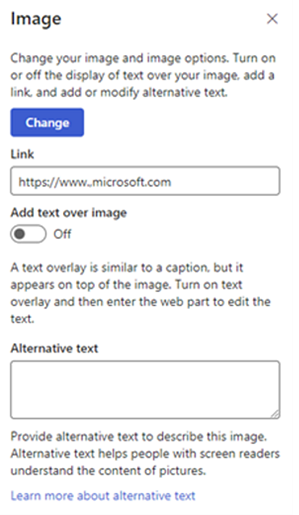 Image
Change your image and image options. Turn on
or off the display of text over your image, add a
link, and add or modify alternative text.
Change
Link
https://www..microsoft.com
Add text over image
Off
A text overlay is similar to a caption, but it
appears on top of the image. Turn on text
overlay and then enter the web part to edit the
text.
Alternative text
Provide alternative text to describe this image.
Alternative text helps people with screen readers
understand the content of pictures.
Learn more about alternative text